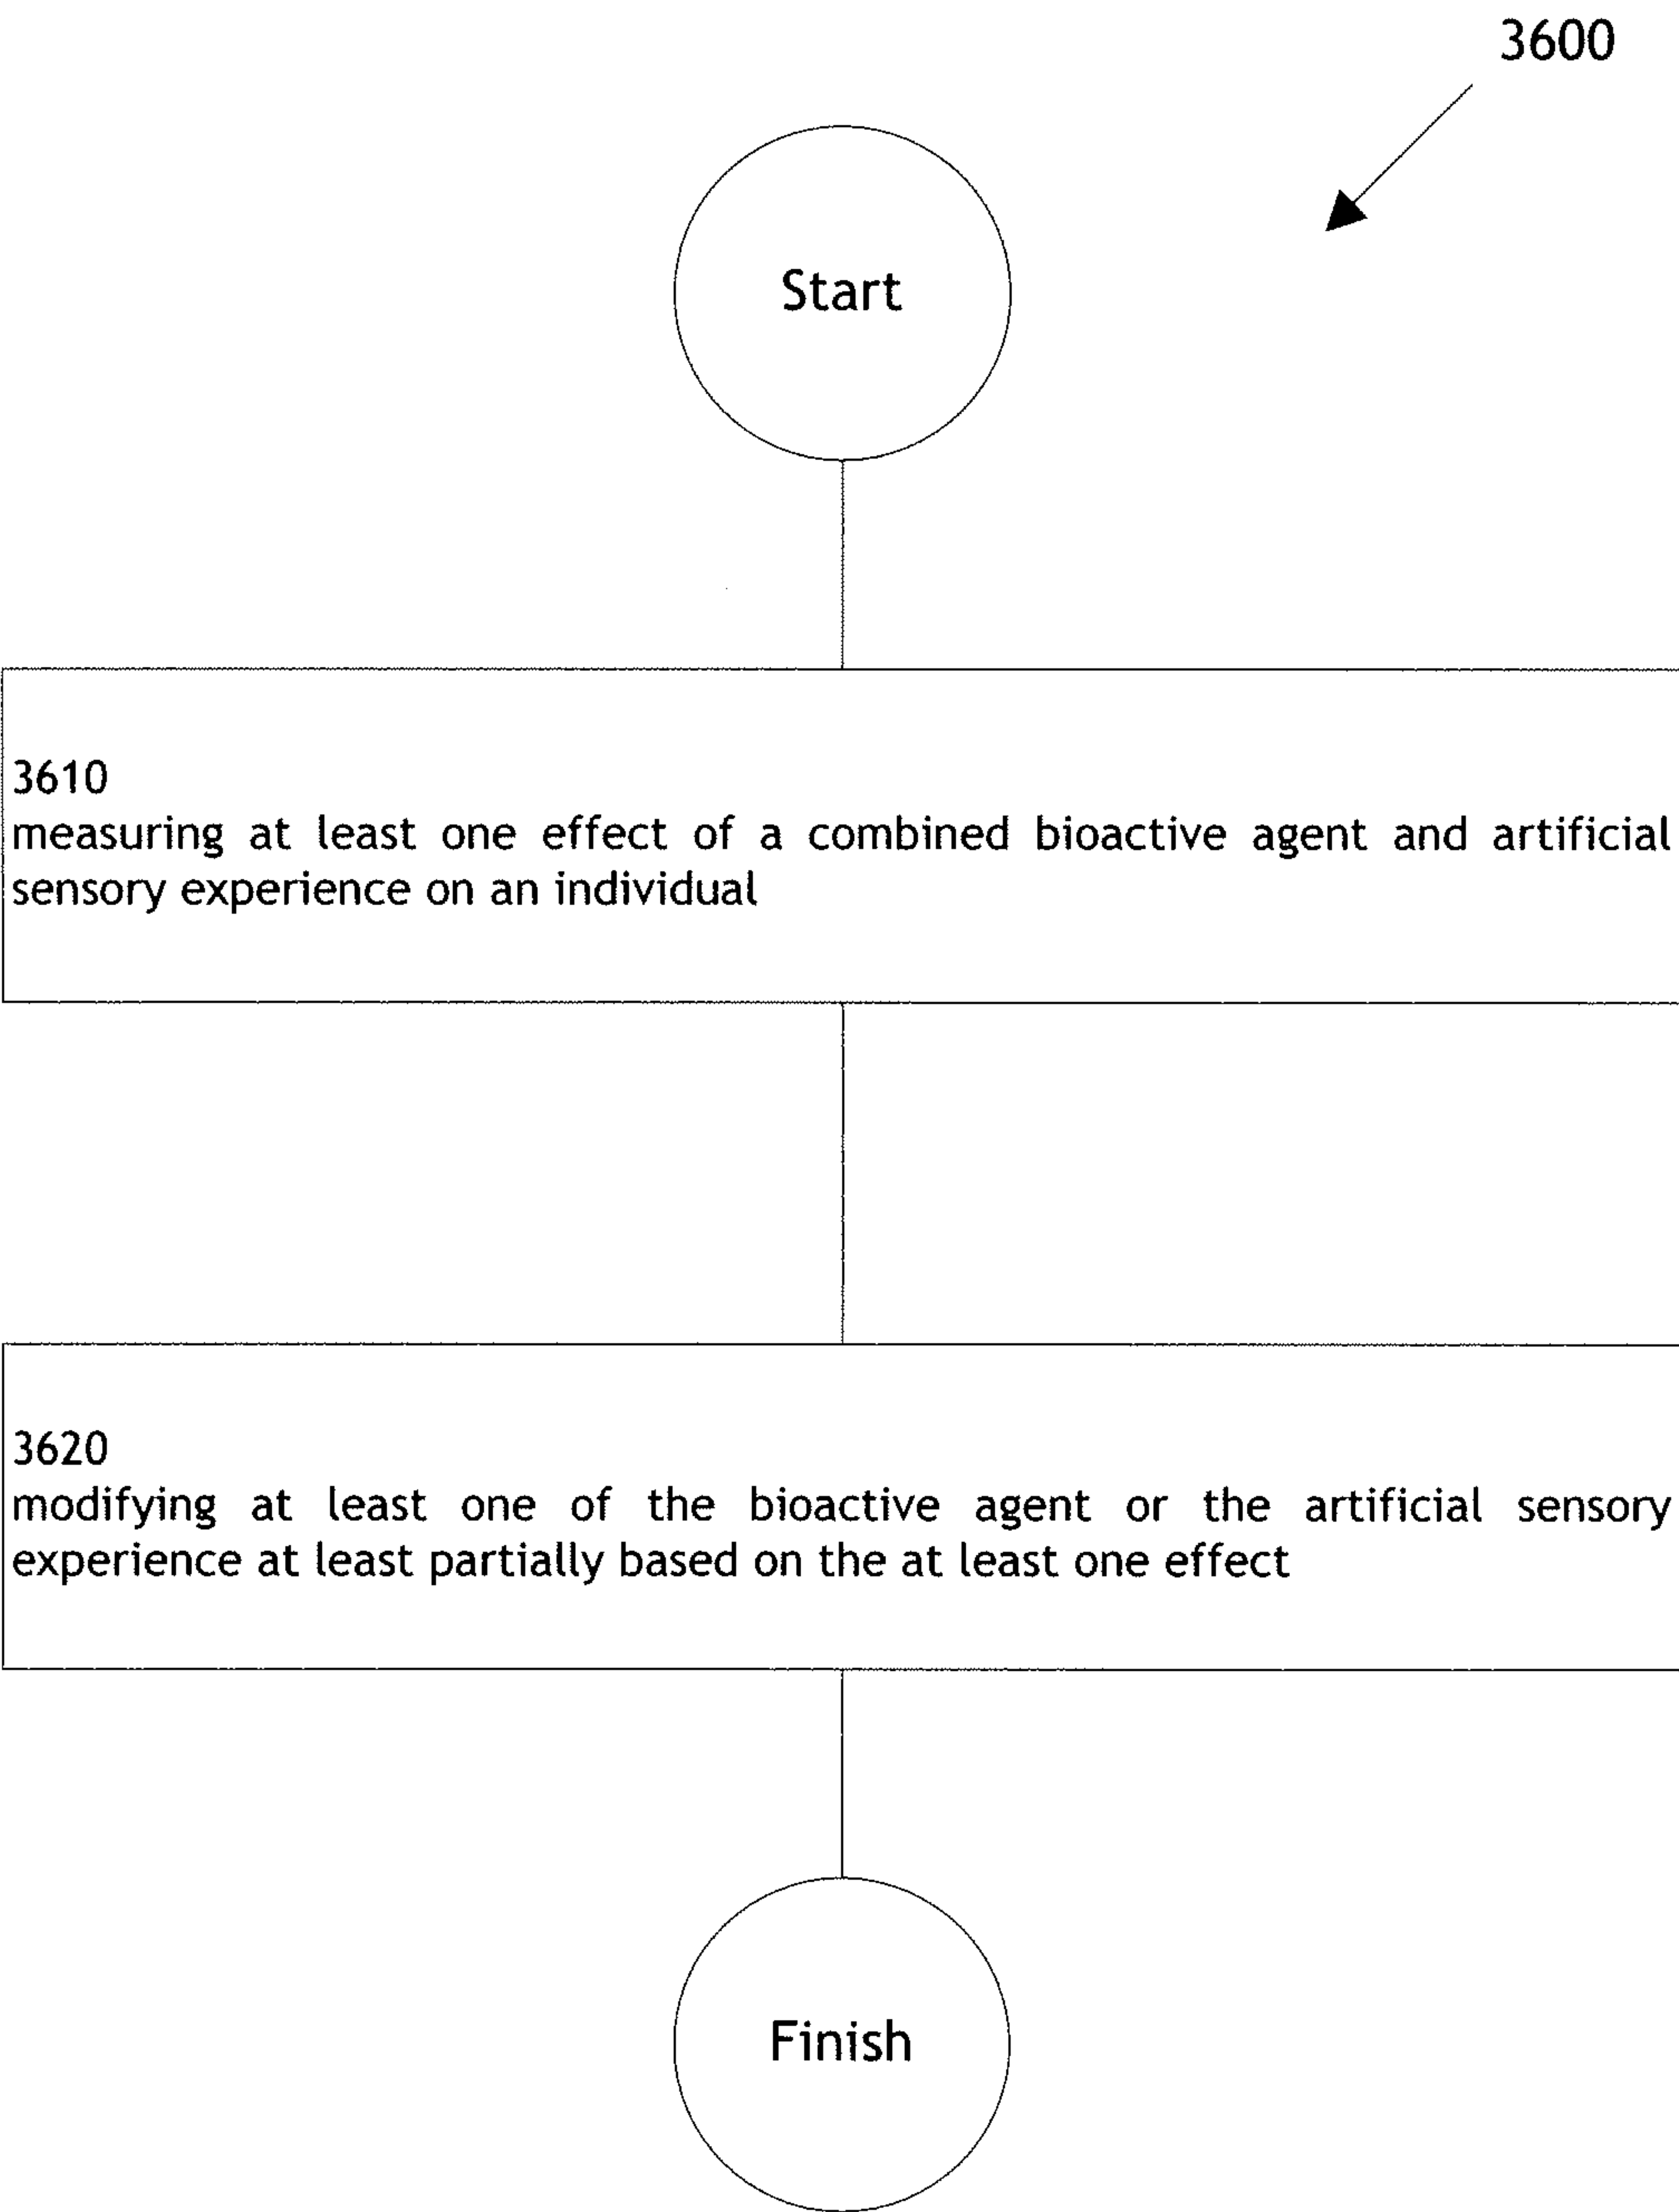 3600
Start
3610
measuring at least one effect of a combined bioactive agent and artificial
sensory experience on an individual
3620
modifying at least one of the bioactive agent or the artificial sensory
experience at least partially based on the at least one effect
Finish